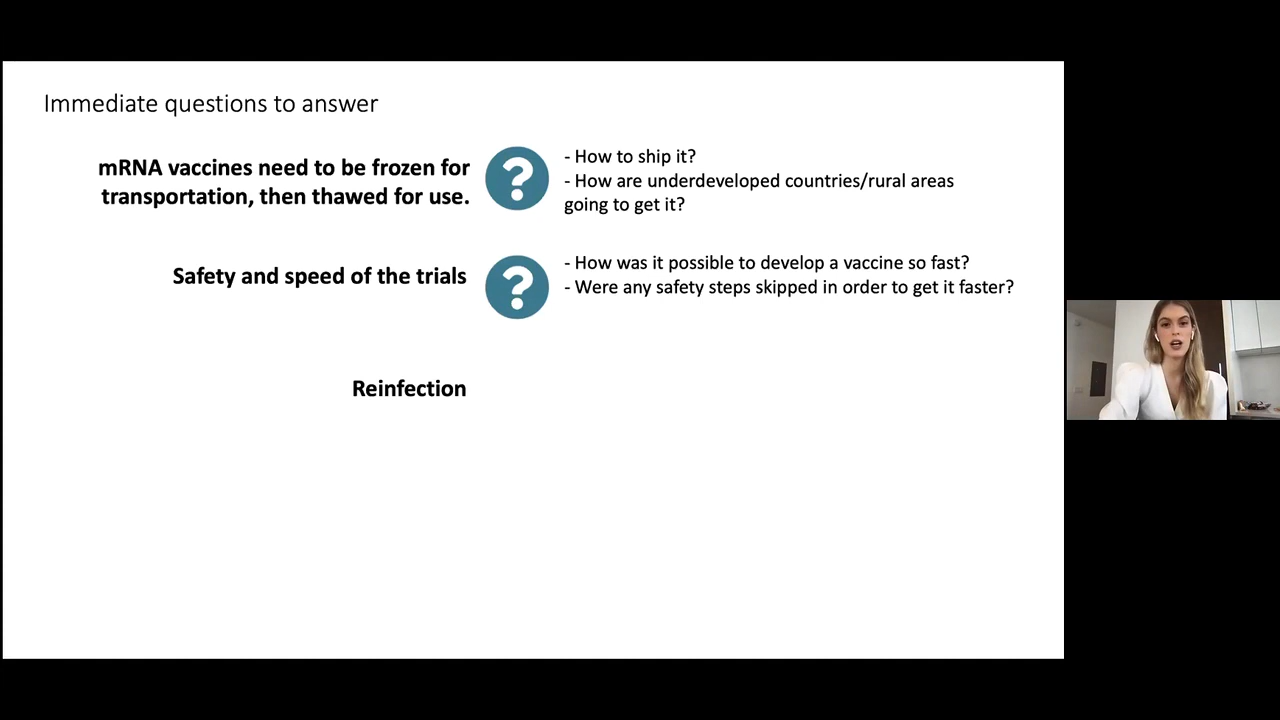 Immediate questions to answer
mRNA vaccines need to be frozen for
transportation, then thawed for use.
?
- How to ship it?
- How are underdeveloped countries/rural areas
going to get it?
Safety and speed of the trials
?
- How was it possible to develop a vaccine so fast?
- Were any safety steps skipped in order to get it faster?
Reinfection